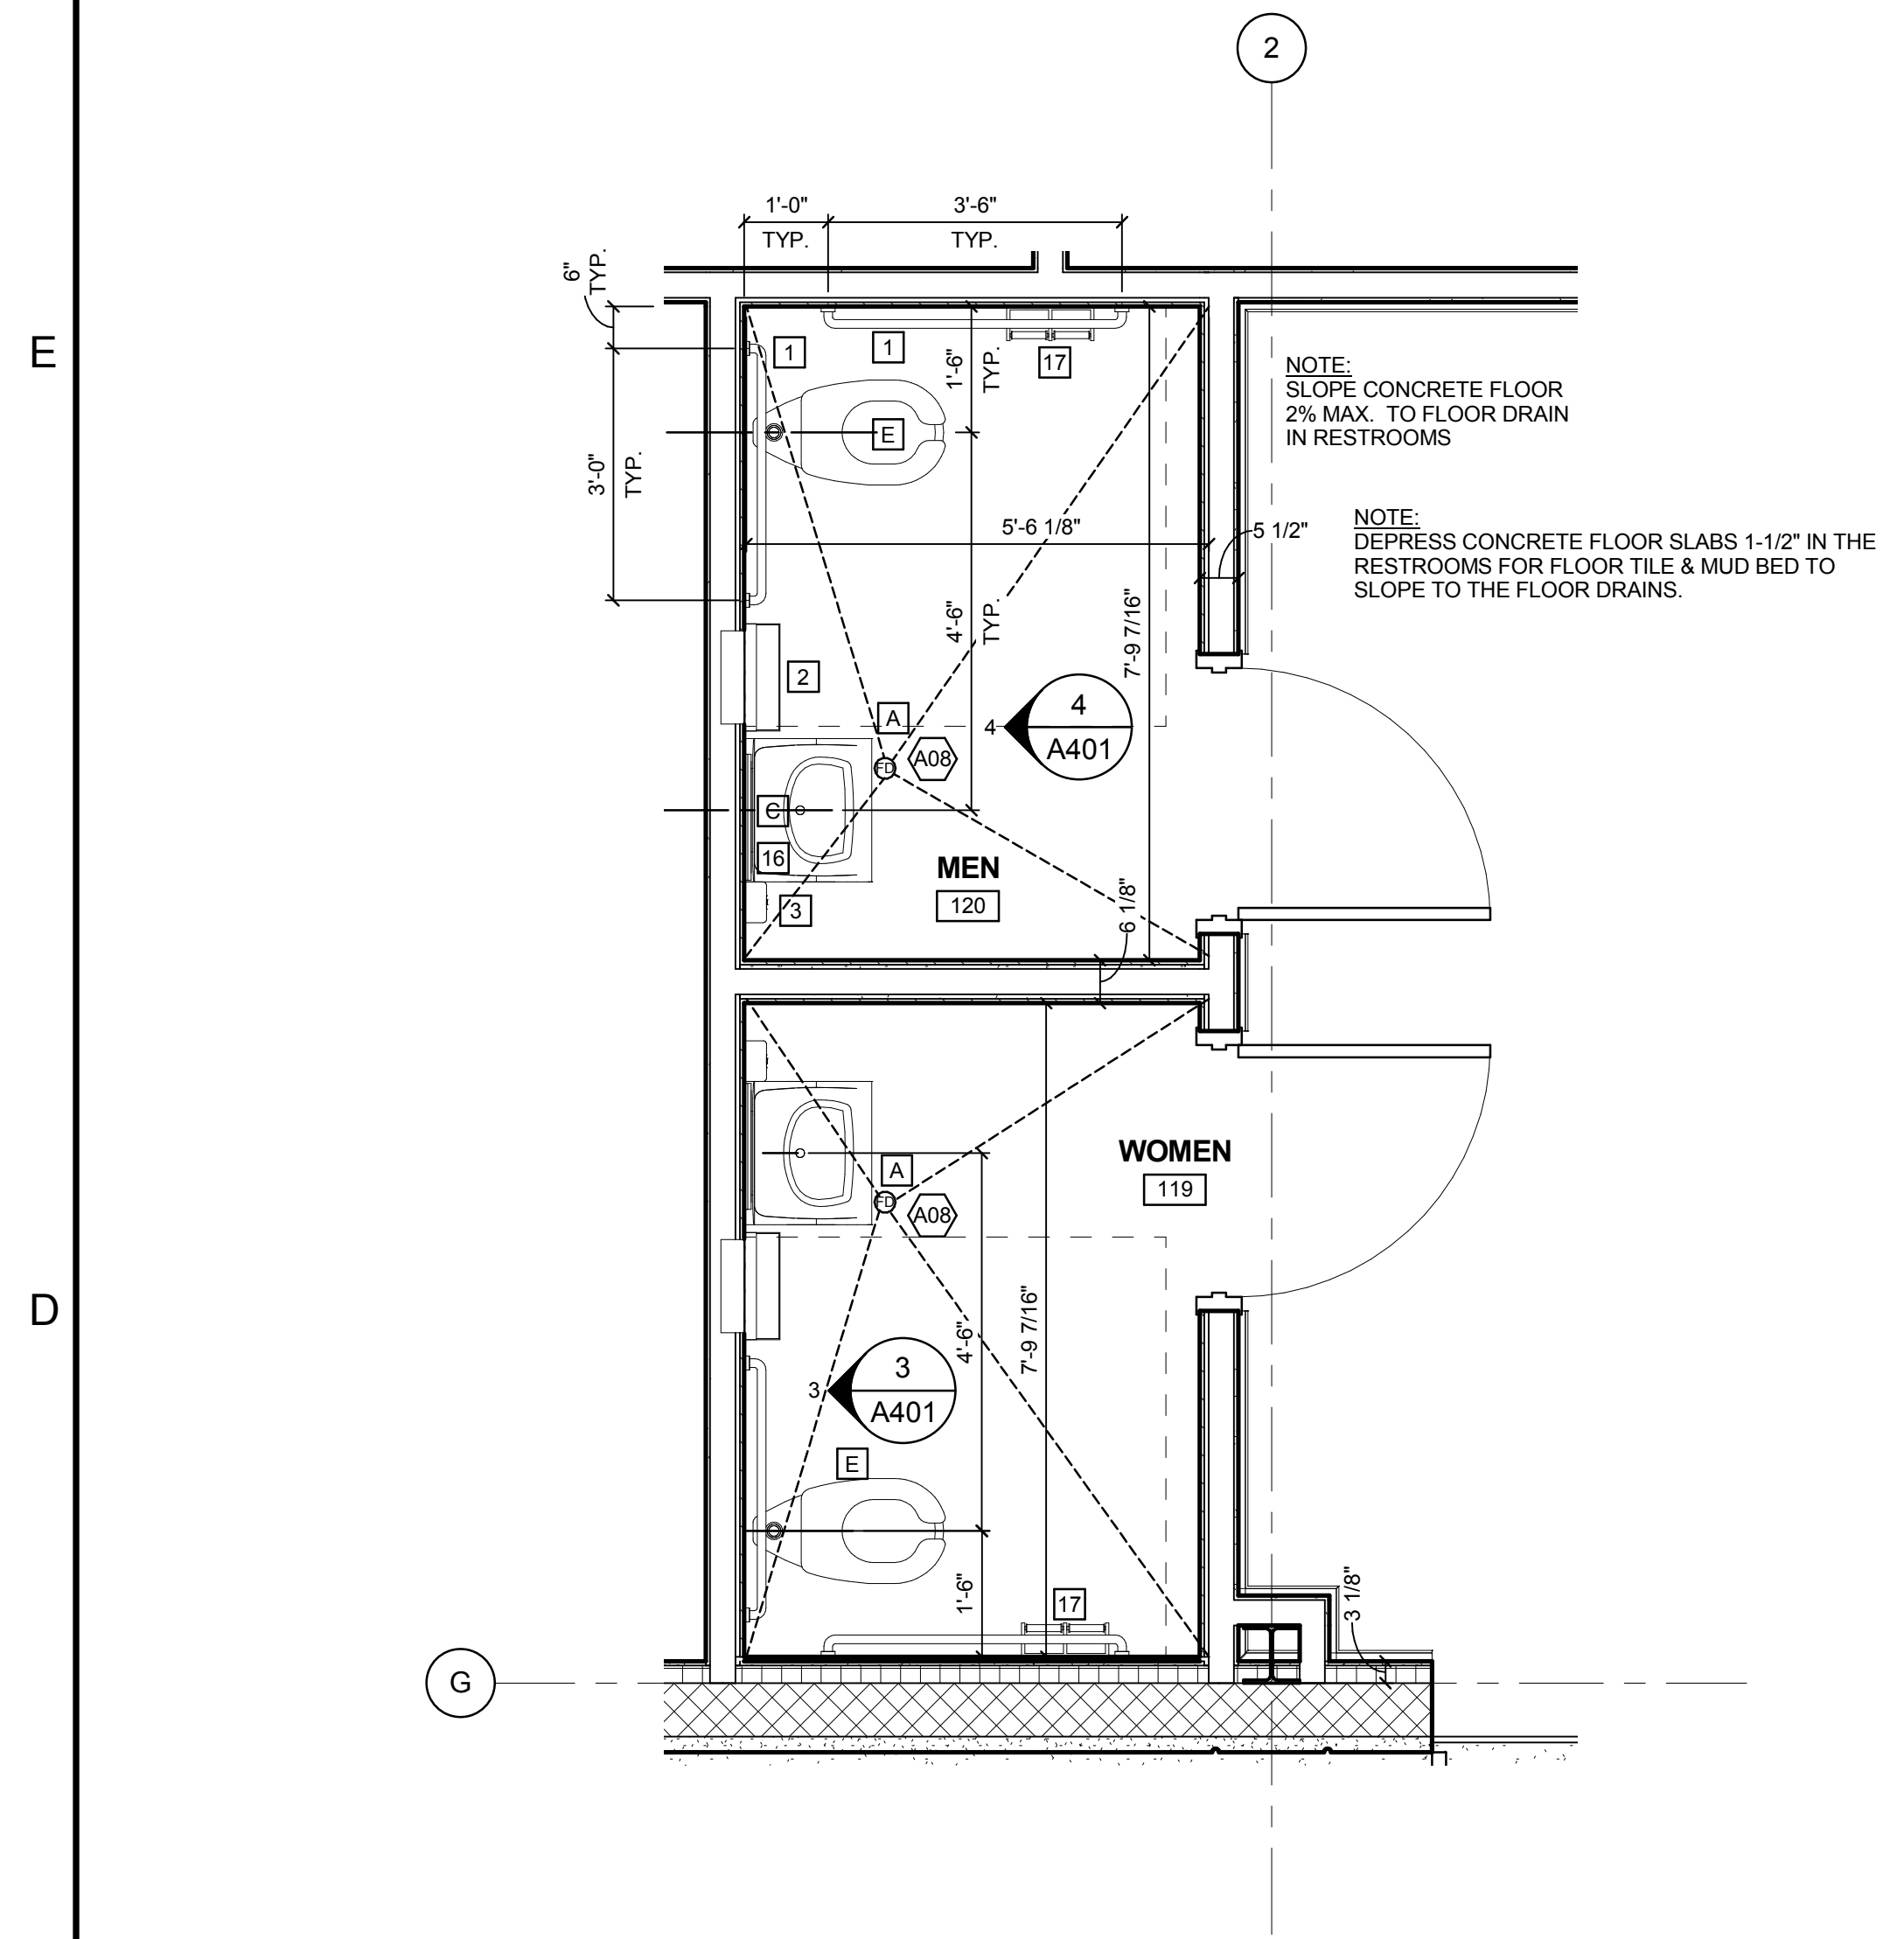 2
1'-0"
TYP.
3'-6"
TYP.
6"
TYP.
E
1
1
17
1'-6"
TYP.
NOTE:
SLOPE CONCRETE FLOOR
2% MAX. TO FLOOR DRAIN
IN RESTROOMS
E
3'-0"
TYP.
5'-6 1/8"
5 1/2"
NOTE:
DEPRESS CONCRETE FLOOR SLABS 1-1/2" IN THE
RESTROOMS FOR FLOOR TILE & MUD BED TO
SLOPE TO THE FLOOR DRAINS.
4'-6"
TYP.
7'-9 7/16"
2
A
4
4
A401
FD
A08
C
16
3
MEN
120
6 1/8"
WOMEN
119
A
FD
A08
D
4'-6"
7'-9 7/16"
3
3
A401
E
1'-6"
17
3 1/8"
G